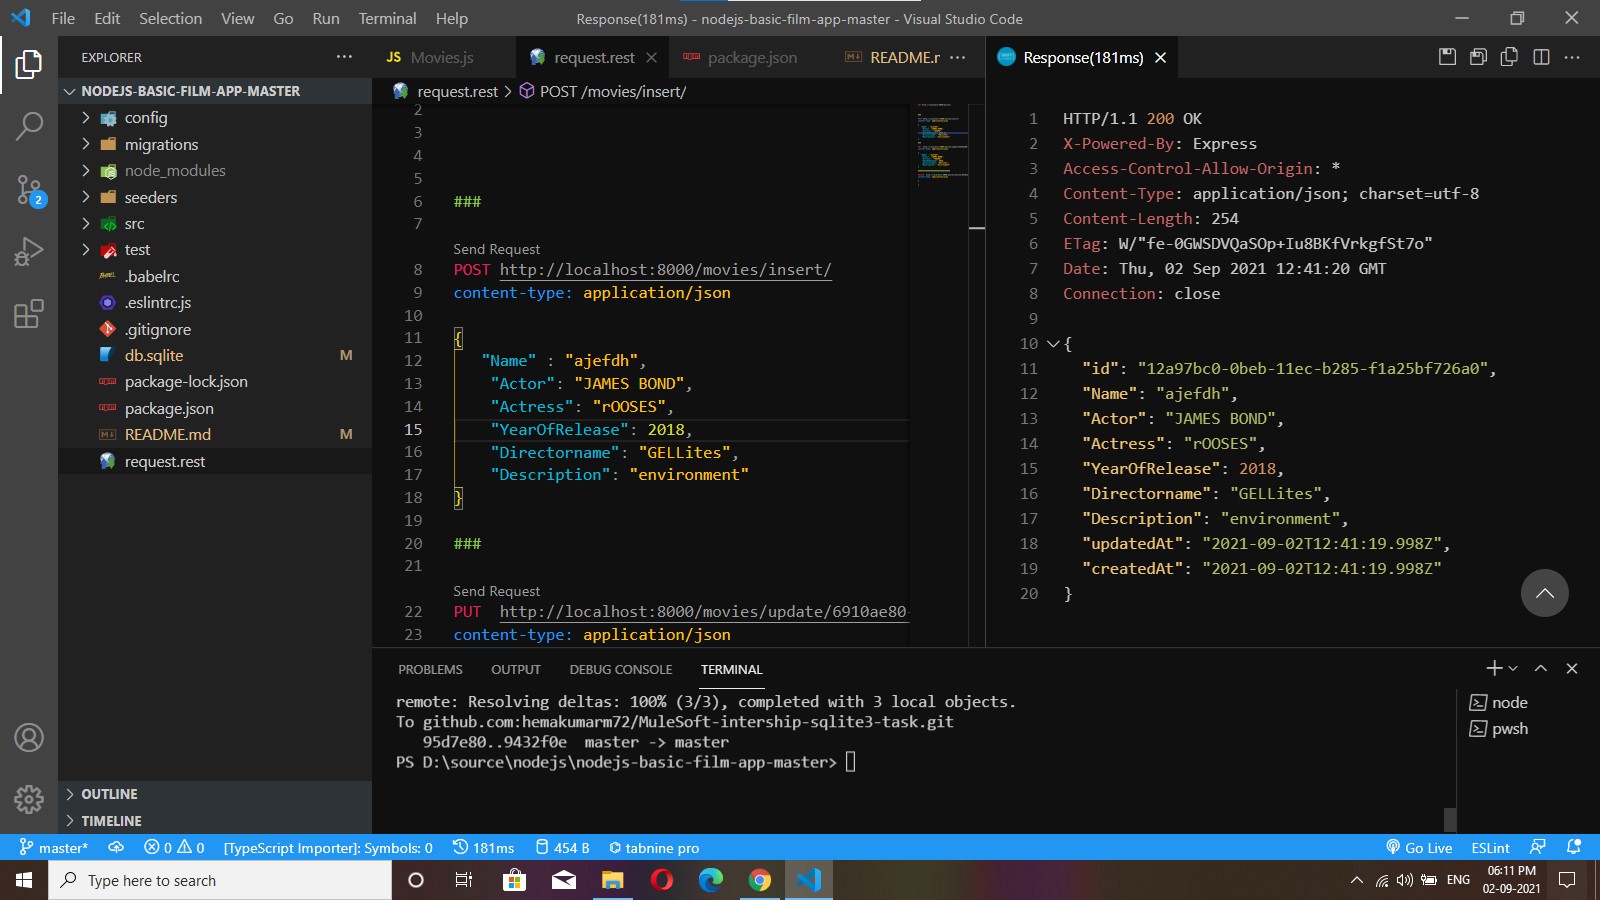 File Edit Selection View Go Run Terminal Help
Response(181ms) - nodejs-basic-film-app-master - Visual Studio Code
EXPLORER
NODEJS-BASIC-FILM-APP-MASTER
config
migrations
node_modules
seeders
src
test
.babelrc
.eslintrc.js
.gitignore
db.sqlite M
package-lock.json
package.json
README.md M
request.rest
OUTLINE
TIMELINE
2
JS Movies.js
request.rest
package.json
README.r
request.rest > POST /movies/insert/
2
3
4
5
6 ###
7
Send Request
8 POST http://localhost:8000/movies/insert/
9 content-type: application/json
10
11 {
12 "Name" : "ajefdh",
13 "Actor": "JAMES BOND",
14 "Actress": "rOOSES",
15 "YearOfRelease": 2018,
16 "Directorname": "GELLites",
17 "Description": "environment"
18 }
19
20 ###
21
Send Request
22 PUT http://localhost:8000/movies/update/6910ae80-
23 content-type: application/json
Response(181ms)
1 HTTP/1.1 200 OK
2 X-Powered-By: Express
3 Access-Control-Allow-Origin: *
4 Content-Type: application/json; charset=utf-8
5 Content-Length: 254
6 ETag: W/"fe-0GWSDVQaSOp+Iu8BKfVrkgfSt7o"
7 Date: Thu, 02 Sep 2021 12:41:20 GMT
8 Connection: close
9
10 {
11 "id": "12a97bc0-0beb-11ec-b285-f1a25bf726a0",
12 "Name": "ajefdh",
13 "Actor": "JAMES BOND",
14 "Actress": "rOOSES",
15 "YearOfRelease": 2018,
16 "Directorname": "GELLites",
17 "Description": "environment",
18 "updatedAt": "2021-09-02T12:41:19.998Z",
19 "createdAt": "2021-09-02T12:41:19.998Z"
20 }
PROBLEMS OUTPUT DEBUG CONSOLE TERMINAL
remote: Resolving deltas: 100% (3/3), completed with 3 local objects.
To github.com:hemakumarm72/MuleSoft-intership-sqlite3-task.git
95d7e80..9432f0e master -> master
PS D:\source\nodejs\nodejs-basic-film-app-master>
node
pwsh
master* 0 0 [TypeScript Importer]: Symbols: 0 181ms 454 B tabnine pro Go Live ESLint
Type here to search
ENG
06:11 PM
02-09-2021